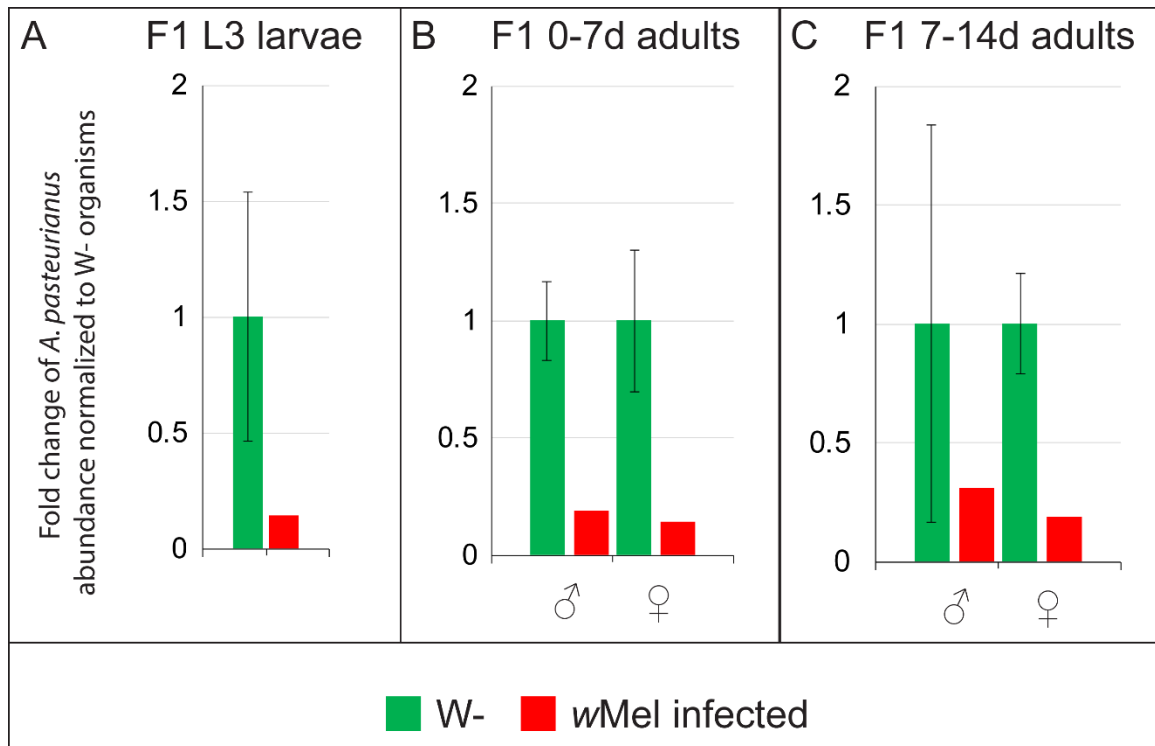 A F1 L3 larvae
B F1 0-7d adults
C F1 7-14d adults
Fold change of A. pasteurianus
abundance normalized to W- organisms
2
1.5
1
0.5
0
2
1.5
1
0.5
0
♂ ♀
2
1.5
1
0.5
0
♂ ♀
W- wMel infected